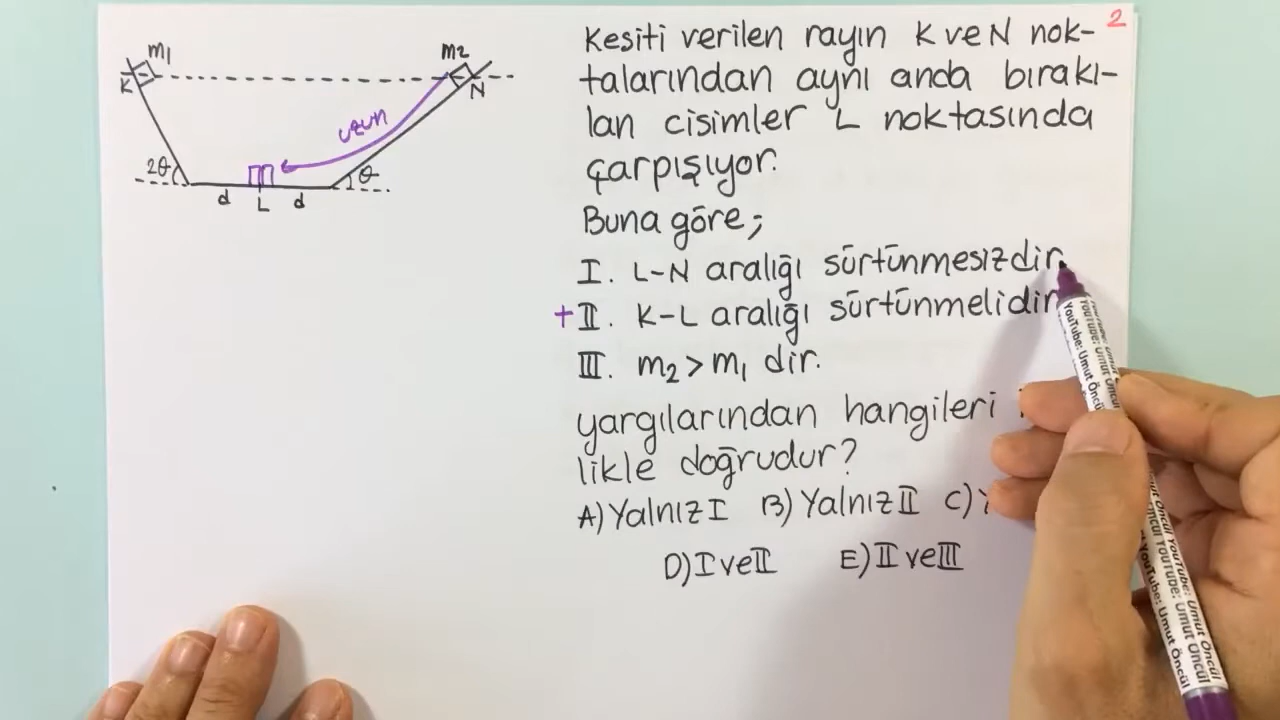 2
Kesiti verilen rayın K ve N nok-
talarından aynı anda bırakı-
lan cisimler L noktasında
çarpışıyor.
Buna göre;
I. L-N aralığı sürtünmesizdir.
+ II. K-L aralığı sürtünmelidir
III. m2 > m1 dir.
yargılarından hangileri
likle doğrudur?
A) Yalnız I B) Yalnız II C)
D) I ve II E) II ve III
m1
m2
K
N
uzun
2θ
θ
d L d
YouTube: Umut Öncül